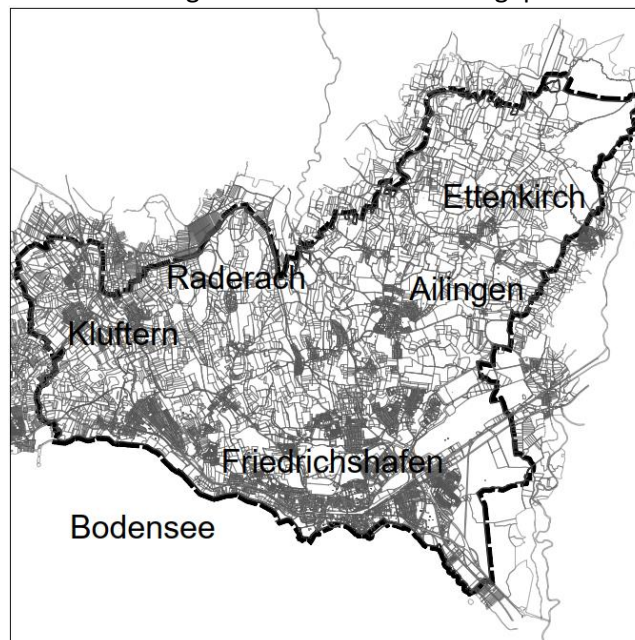 Ettenkirch
Raderach
Ailingen
Kluftern
Friedrichshafen
Bodensee